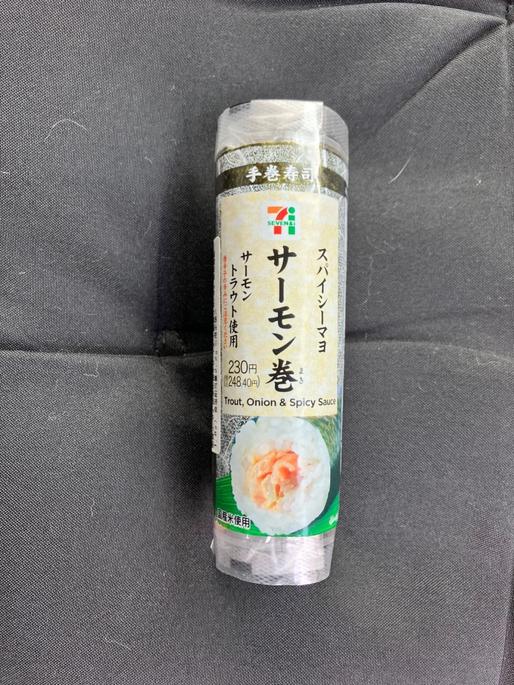 手巻寿司
SEVEN&i
スパイシーマヨ
サーモン巻
まき
サーモン
トラウト使用
230円
248.40円)
Trout, Onion & Spicy Sauce
国産米使用